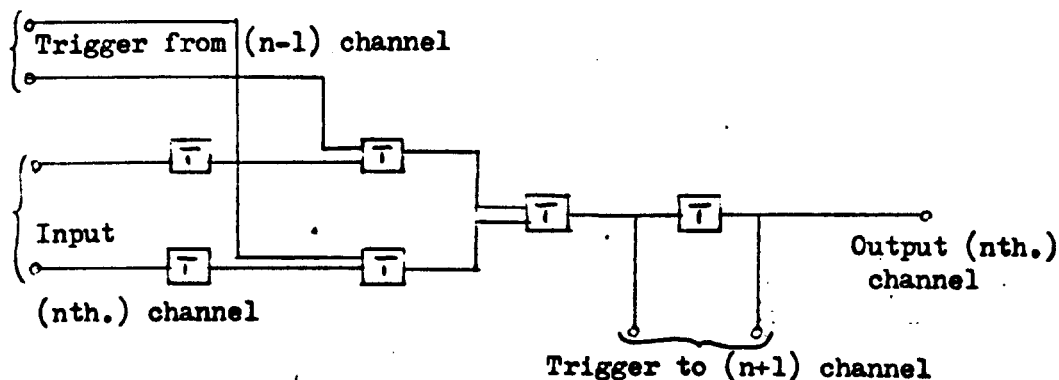 Trigger from (n-1) channel
Input
(nth.) channel
Output (nth.)
channel
Trigger to (n+1) channel